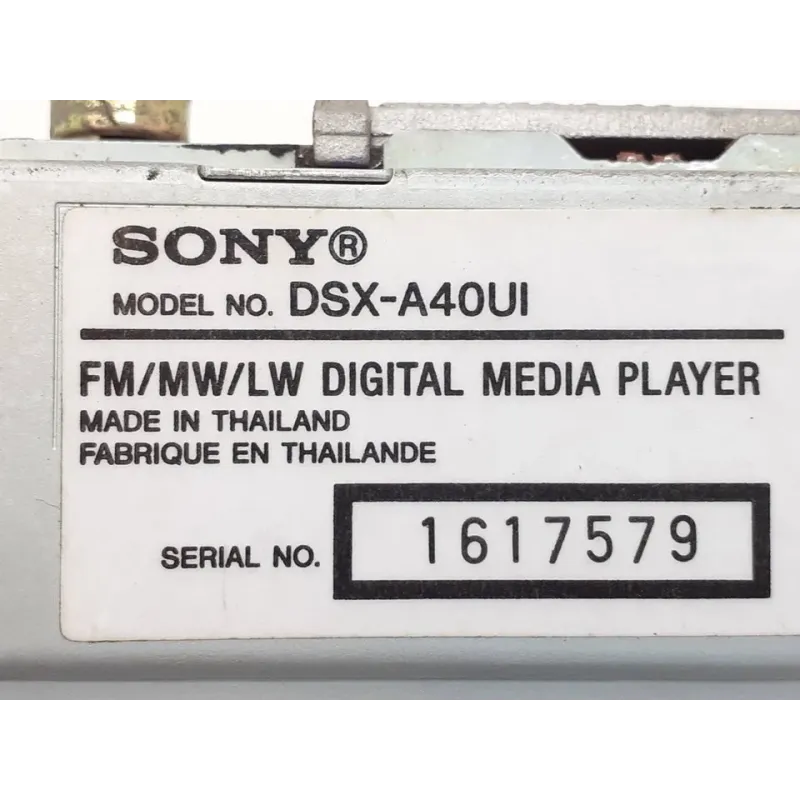 SONY®
MODEL NO. DSX-A40UI
FM/MW/LW DIGITAL MEDIA PLAYER
MADE IN THAILAND
FABRIQUE EN THAILANDE
SERIAL NO. 1617579